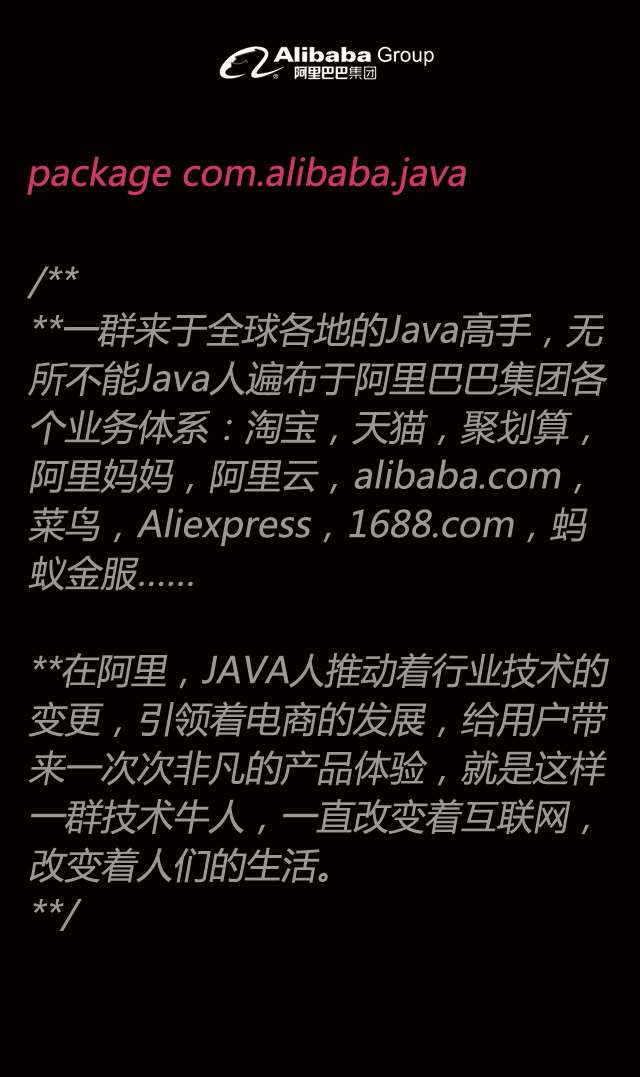 Alibaba Group
阿里巴巴集团
package com.alibaba.java
/**
**一群来于全球各地的Java高手，无
所不能Java人遍布于阿里巴巴集团各
个业务体系：淘宝，天猫，聚划算，
阿里妈妈，阿里云，alibaba.com，
菜鸟，Aliexpress，1688.com，蚂
蚁金服......
**在阿里，JAVA人推动着行业技术的
变更，引领着电商的发展，给用户带
来一次次非凡的产品体验，就是这样
一群技术牛人，一直改变着互联网，
改变着人们的生活。
**/